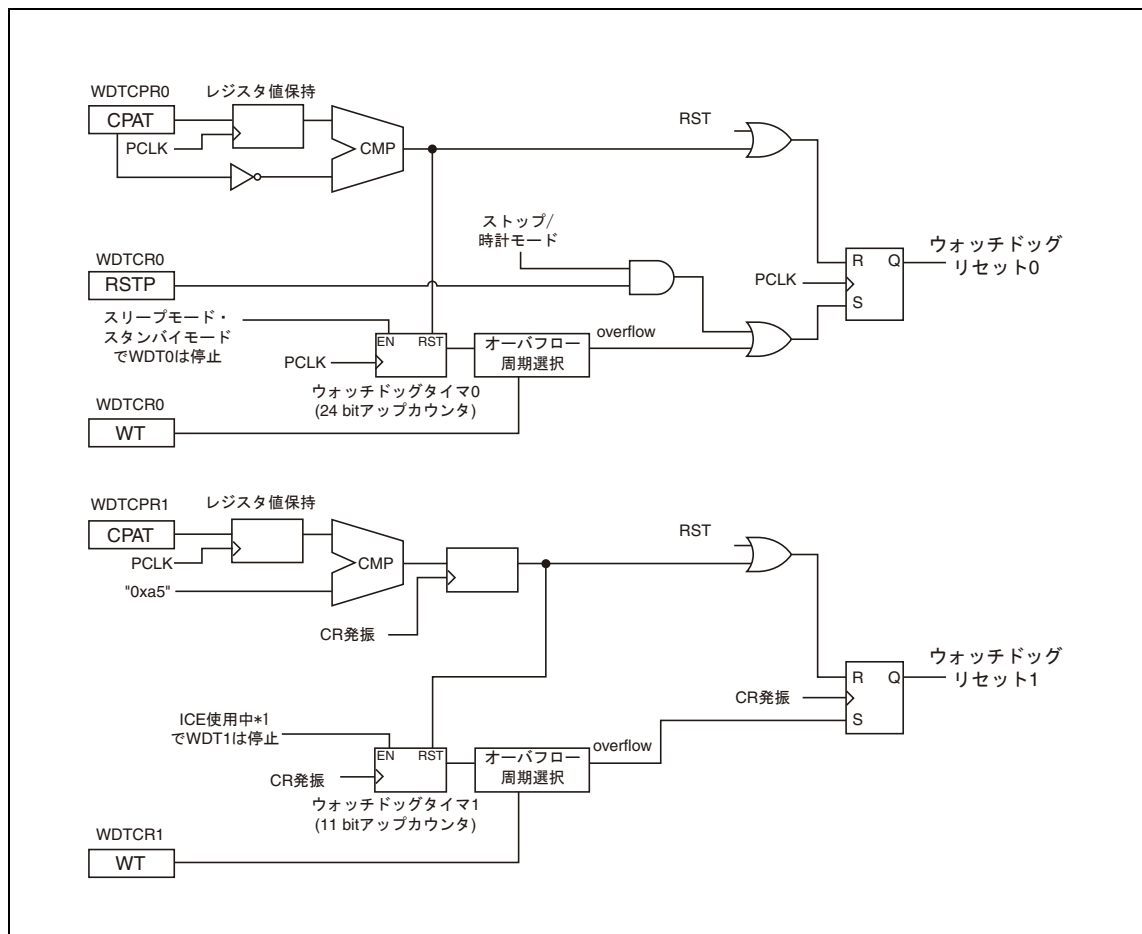 WDTCPR0
レジスタ値保持
CPAT
PCLK
CMP
RST
ストップ/
時計モード
WDTCR0
RSTP
PCLK
R
Q
S
ウォッチドッグ
リセット0
スリープモード・
スタンバイモード
でWDT0は停止
EN
RST
PCLK
オーバフロー
周期選択
overflow
ウォッチドッグタイマ0
(24 bitアップカウンタ)
WDTCR0
WT
WDTCPR1
レジスタ値保持
CPAT
PCLK
CMP
"0xa5"
CR発振
RST
R
Q
S
CR発振
ウォッチドッグ
リセット1
ICE使用中*1
でWDT1は停止
EN
RST
CR発振
オーバフロー
周期選択
overflow
ウォッチドッグタイマ1
(11 bitアップカウンタ)
WDTCR1
WT